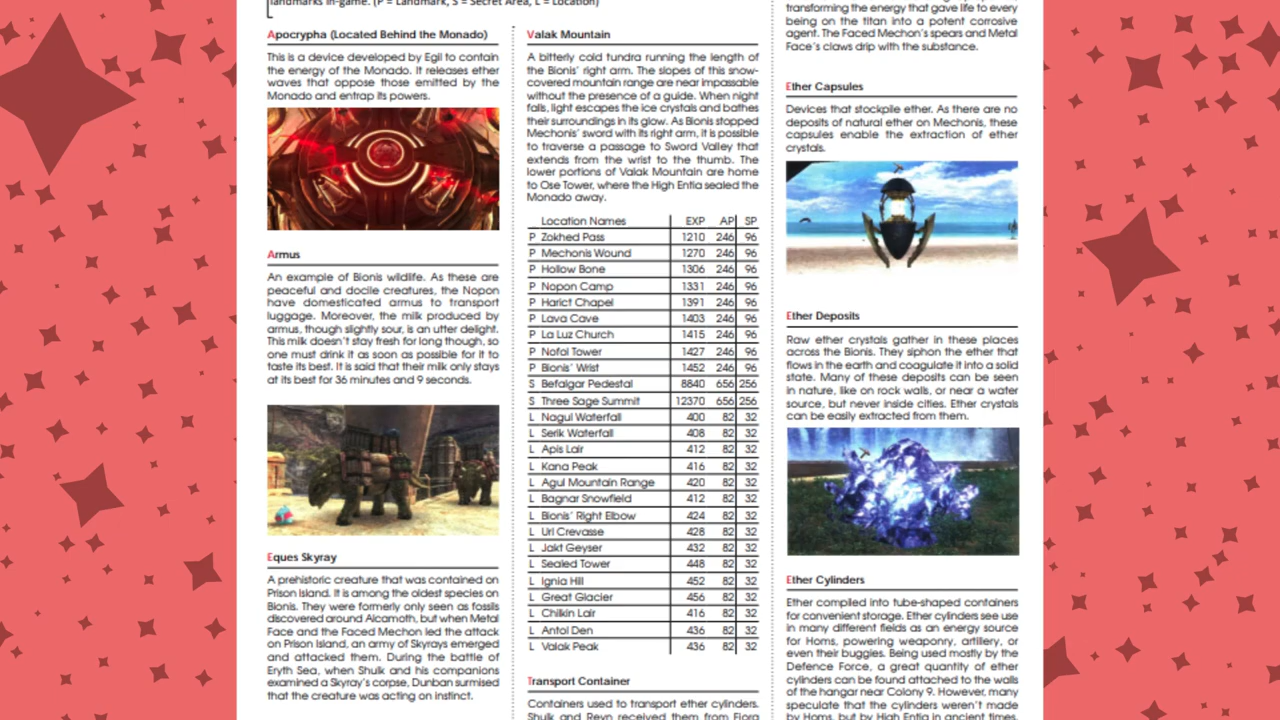 landmarks in-game. (P = Landmark, S = Secret Area, L = Location)
Apocrypha (Located Behind the Monado)
This is a device developed by Egil to contain
the energy of the Monado. It releases ether
waves that oppose those emitted by the
Monado and entrap its powers.
Armus
An example of Bionis wildlife. As these are
peaceful and docile creatures, the Nopon
have domesticated armus to transport
luggage. Moreover, the milk produced by
armus, though slightly sour, is an utter delight.
This milk doesn't stay fresh for long though, so
one must drink it as soon as possible for it to
taste its best. It is said that their milk only stays
at its best for 36 minutes and 9 seconds.
Eques Skyray
A prehistoric creature that was contained on
Prison Island. It is among the oldest species on
Bionis. They were formerly only seen as fossils
discovered around Alcamoth, but when Metal
Face and the Faced Mechon led the attack
on Prison Island, an army of Skyrays emerged
and attacked them. During the battle of
Eryth Sea, when Shulk and his companions
examined a Skyray's corpse, Dunban surmised
that the creature was acting on instinct.
Valak Mountain
A bitterly cold tundra running the length of
the Bionis' right arm. The slopes of this snow-
covered mountain range are near impassable
without the presence of a guide. When night
falls, light escapes the ice crystals and bathes
their surroundings in its glow. As Bionis stopped
Mechonis' sword with its right arm, it is possible
to traverse a passage to Sword Valley that
extends from the wrist to the thumb. The
lower portions of Valak Mountain are home
to Ose Tower, where the High Entia sealed the
Monado away.
Location Names EXP AP SP
P Zokhed Pass 1210 246 96
P Mechonis Wound 1270 246 96
P Hollow Bone 1306 246 96
P Nopon Camp 1331 246 96
P Harict Chapel 1391 246 96
P Lava Cave 1403 246 96
P La Luz Church 1415 246 96
P Nofol Tower 1427 246 96
P Bionis' Wrist 1452 246 96
S Befalgar Pedestal 8840 656 256
S Three Sage Summit 12370 656 256
L Nagul Waterfall 400 82 32
L Serik Waterfall 408 82 32
L Apis Lair 412 82 32
L Kana Peak 416 82 32
L Agul Mountain Range 420 82 32
L Bagnar Snowfield 412 82 32
L Bionis' Right Elbow 424 82 32
L Url Crevasse 428 82 32
L Jakt Geyser 432 82 32
L Sealed Tower 448 82 32
L Ignia Hill 452 82 32
L Great Glacier 456 82 32
L Chilkin Lair 416 82 32
L Antol Den 436 82 32
L Valak Peak 436 82 32
Transport Container
Containers used to transport ether cylinders.
Shulk and Reyn received them from Fiora
transforming the energy that gave life to every
being on the titan into a potent corrosive
agent. The Faced Mechon's spears and Metal
Face's claws drip with the substance.
Ether Capsules
Devices that stockpile ether. As there are no
deposits of natural ether on Mechonis, these
capsules enable the extraction of ether
crystals.
Ether Deposits
Raw ether crystals gather in these places
across the Bionis. They siphon the ether that
flows in the earth and coagulate it into a solid
state. Many of these deposits can be seen
in nature, like on rock walls, or near a water
source, but never inside cities. Ether crystals
can be easily extracted from them.
Ether Cylinders
Ether compiled into tube-shaped containers
for convenient storage. Ether cylinders see use
in many different fields as an energy source
for Homs, powering weaponry, artillery, or
even their buggies. Being used mostly by the
Defence Force, a great quantity of ether
cylinders can be found attached to the walls
of the hangar near Colony 9. However, many
speculate that the cylinders weren't made
by Homs, but by High Entia in ancient times.